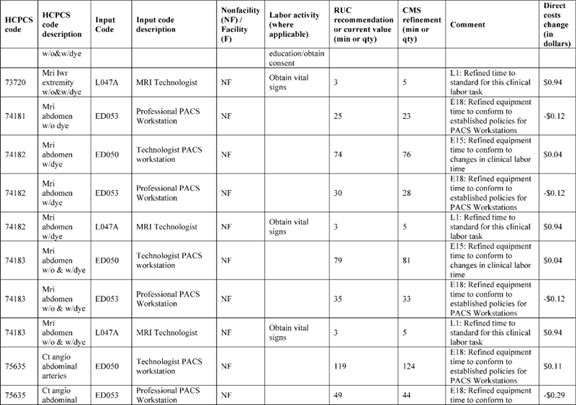 HCPCS code | HCPCS code description | Input Code | Input code description | Nonfacility (NF) / Facility (F) | Labor activity (where applicable) | RUC recommendation or current value (min or qty) | CMS refinement (min or qty) | Comment | Direct costs change (in dollars)
w/o&w/dye | education/obtain consent
73720 | Mri lwr extremity w/o&w/dye | L047A | MRI Technologist | NF | Obtain vital signs | 3 | 5 | L1: Refined time to standard for this clinical labor task | $0.94
74181 | Mri abdomen w/o dye | ED053 | Professional PACS Workstation | NF | 25 | 23 | E18: Refined equipment time to conform to established policies for PACS Workstations | -$0.12
74182 | Mri abdomen w/dye | ED050 | Technologist PACS workstation | NF | 74 | 76 | E15: Refined equipment time to conform to changes in clinical labor time | $0.04
74182 | Mri abdomen w/dye | ED053 | Professional PACS Workstation | NF | 30 | 28 | E18: Refined equipment time to conform to established policies for PACS Workstations | -$0.12
74182 | Mri abdomen w/dye | L047A | MRI Technologist | NF | Obtain vital signs | 3 | 5 | L1: Refined time to standard for this clinical labor task | $0.94
74183 | Mri abdomen w/o & w/dye | ED050 | Technologist PACS workstation | NF | 79 | 81 | E15: Refined equipment time to conform to changes in clinical labor time | $0.04
74183 | Mri abdomen w/o & w/dye | ED053 | Professional PACS Workstation | NF | 35 | 33 | E18: Refined equipment time to conform to established policies for PACS Workstations | -$0.12
74183 | Mri abdomen w/o & w/dye | L047A | MRI Technologist | NF | Obtain vital signs | 3 | 5 | L1: Refined time to standard for this clinical labor task | $0.94
75635 | Ct angio abdominal arteries | ED050 | Technologist PACS workstation | NF | 119 | 124 | E18: Refined equipment time to conform to established policies for PACS Workstations | $0.11
75635 | Ct angio abdominal | ED053 | Professional PACS Workstation | NF | 49 | 44 | E18: Refined equipment time to conform to | -$0.29